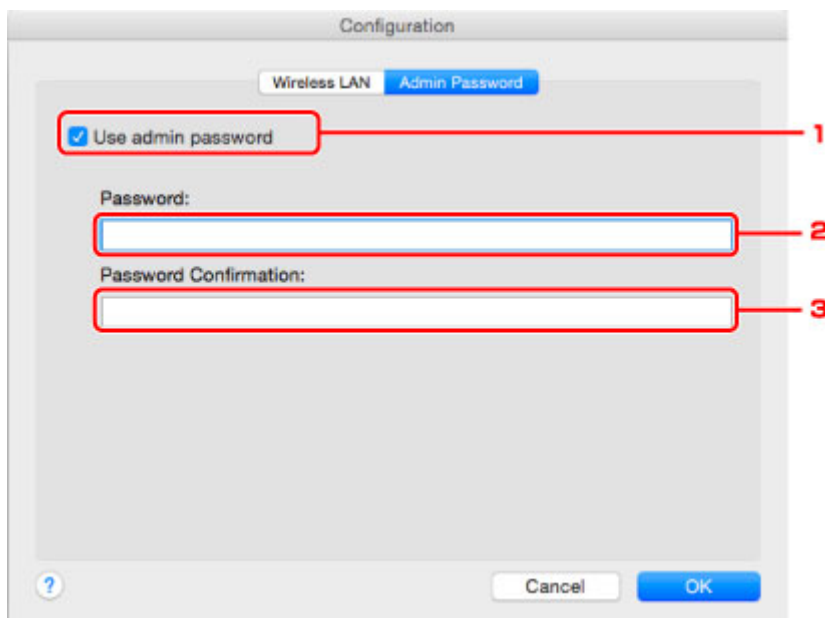 Configuration
Wireless LAN Admin Password
Use admin password 1
Password:
2
Password Confirmation:
3
? Cancel OK